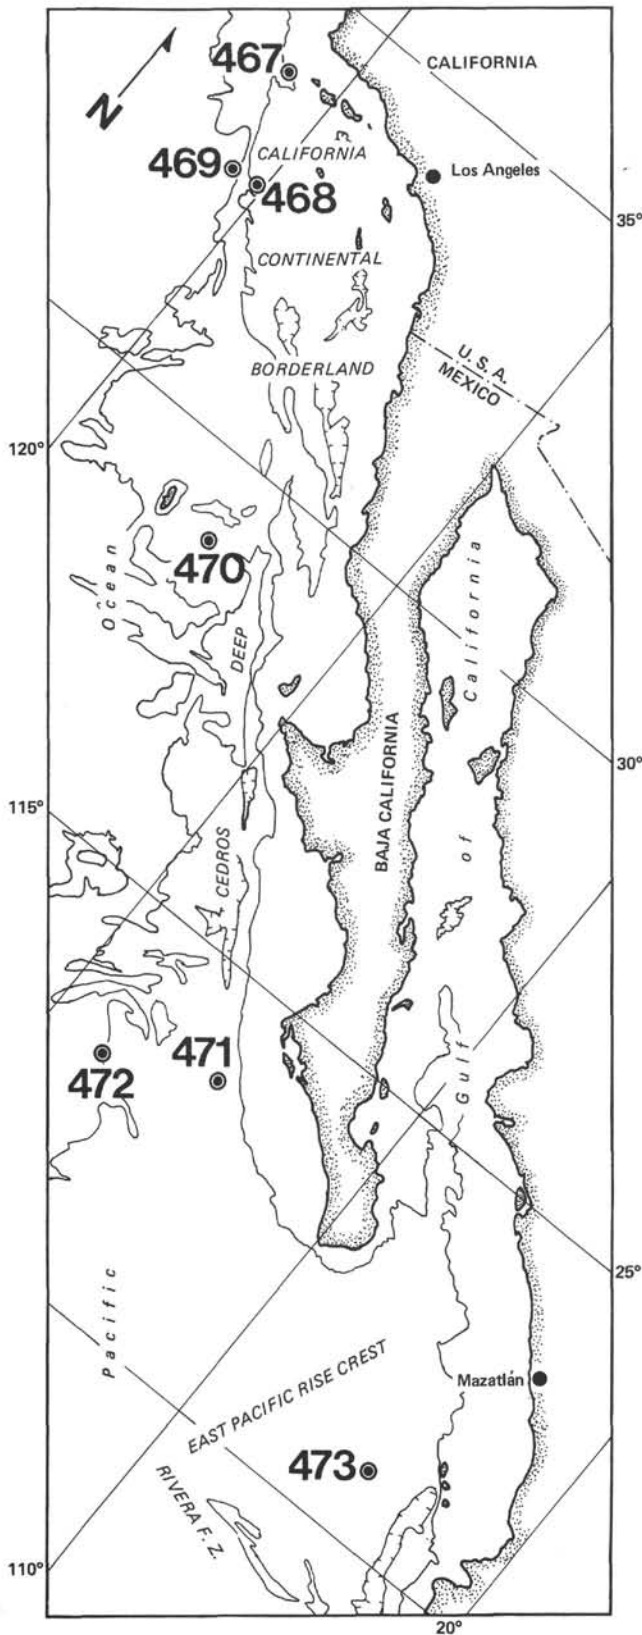 467
CALIFORNIA
N
469
CALIFORNIA
Los Angeles
468
35°
CONTINENTAL
U.S.A.
BORDERLAND
MEXICO
120°
470
Ocean
California
DEEP
BAJA CALIFORNIA
30°
115°
CEDROS
of
471
472
Gulf
25°
Pacific
EAST PACIFIC RISE CREST
Mazatlán
473
RIVERA F. Z.
110°
20°